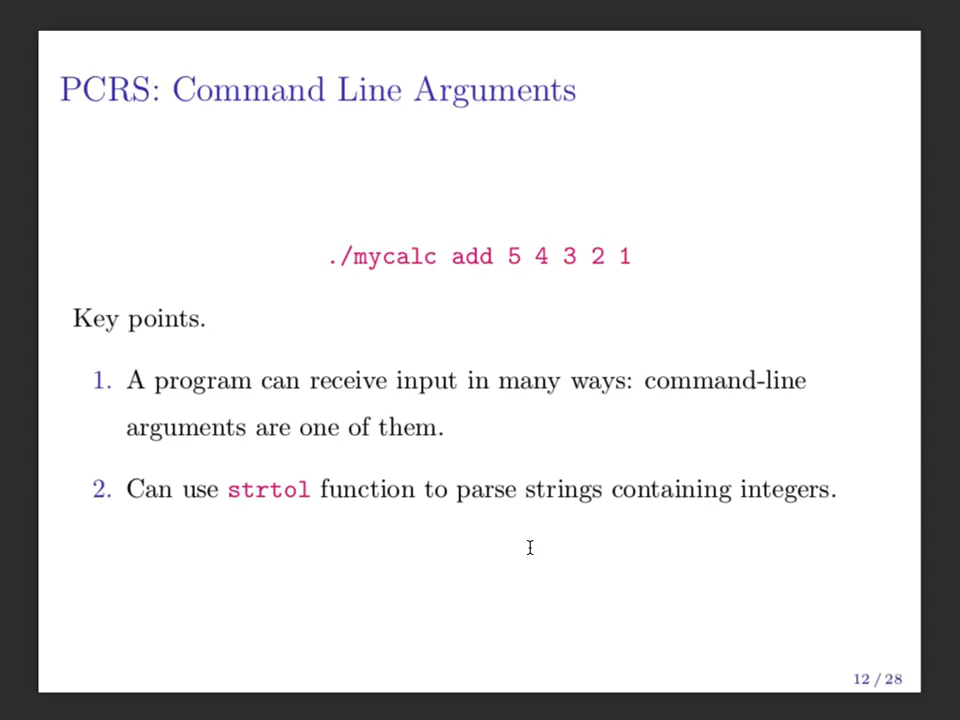 PCRS: Command Line Arguments
./mycalc add 5 4 3 2 1
Key points.
1. A program can receive input in many ways: command-line
arguments are one of them.
2. Can use strtol function to parse strings containing integers.
12 / 28